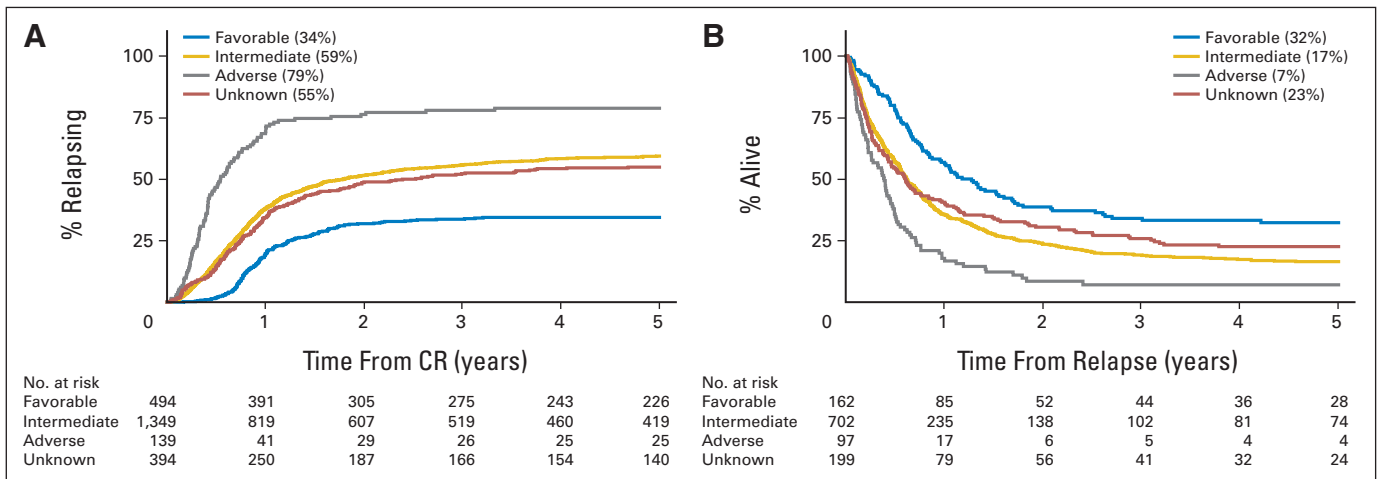 A
Favorable (34%)
Intermediate (59%)
Adverse (79%)
Unknown (55%)
% Relapsing
100
75
50
25
0 1 2 3 4 5
Time From CR (years)
No. at risk
Favorable 494 391 305 275 243 226
Intermediate 1,349 819 607 519 460 419
Adverse 139 41 29 26 25 25
Unknown 394 250 187 166 154 140
B
Favorable (32%)
Intermediate (17%)
Adverse (7%)
Unknown (23%)
% Alive
100
75
50
25
0 1 2 3 4 5
Time From Relapse (years)
No. at risk
Favorable 162 85 52 44 36 28
Intermediate 702 235 138 102 81 74
Adverse 97 17 6 5 4 4
Unknown 199 79 56 41 32 24